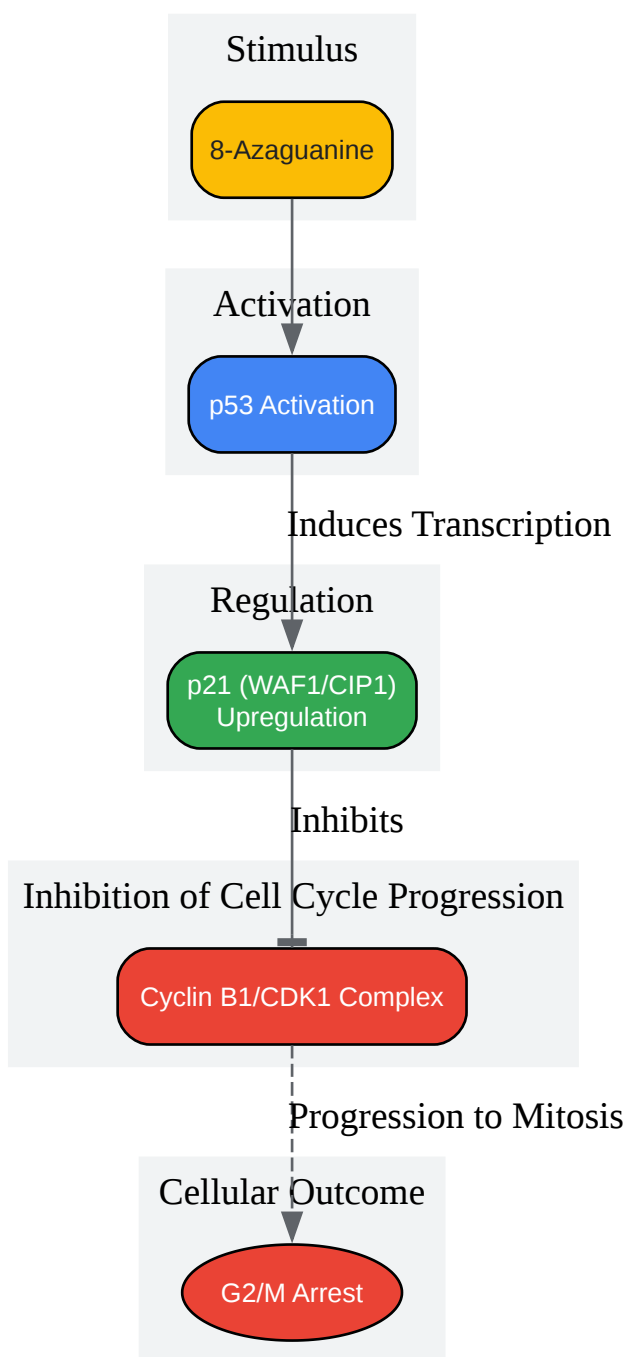 Stimulus
8-Azaguanine
Activation
p53 Activation
Induces Transcription
Regulation
p21 (WAF1/CIP1)
Upregulation
Inhibits
Inhibition of Cell Cycle Progression
Cyclin B1/CDK1 Complex
Progression to Mitosis
Cellular Outcome
G2/M Arrest